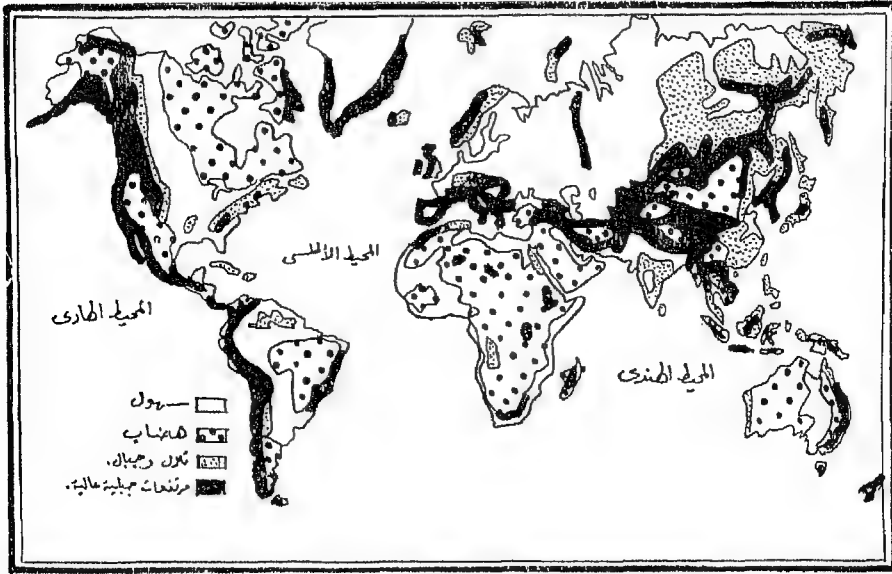 المحيط الأطلسى
المحيط الهادى
المحيط الهندى
سهول
هضاب
تلال وجبال.
مرتفعات جبلية عالية.